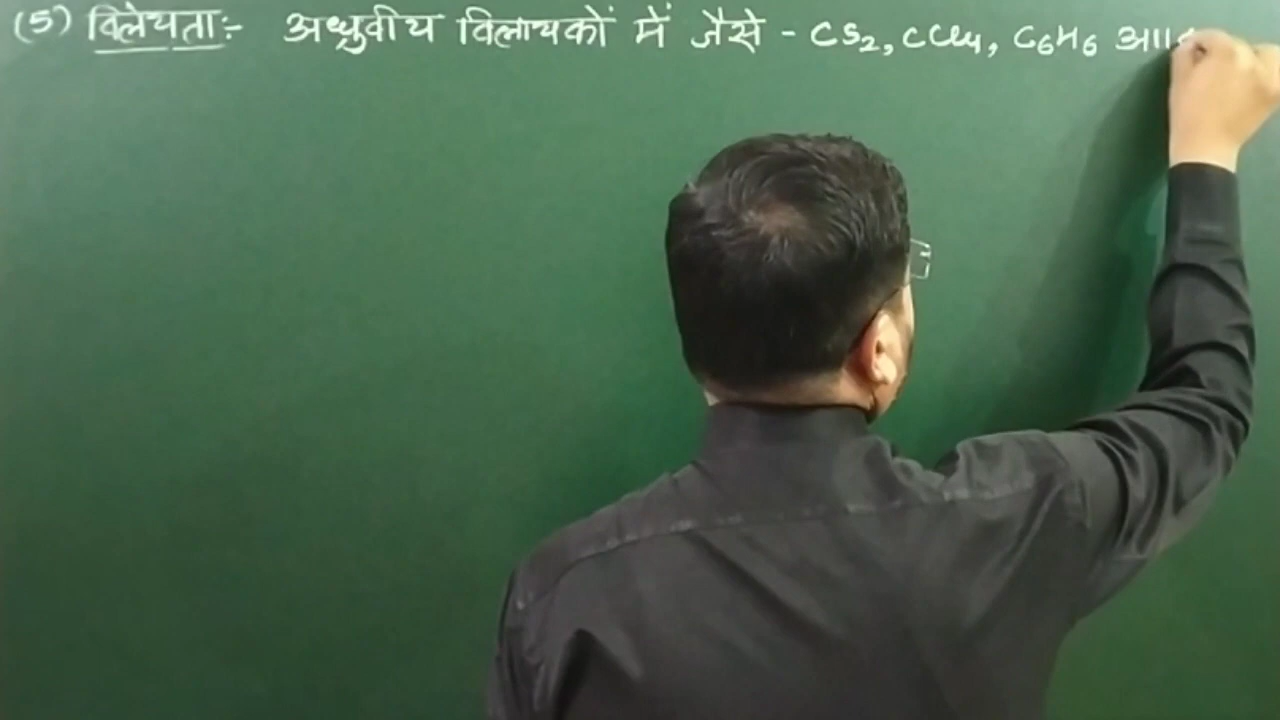 (5) विलेयता:- अध्रुवीय विलायकों में जैसे - CS₂, CCl₄, C₆H₆